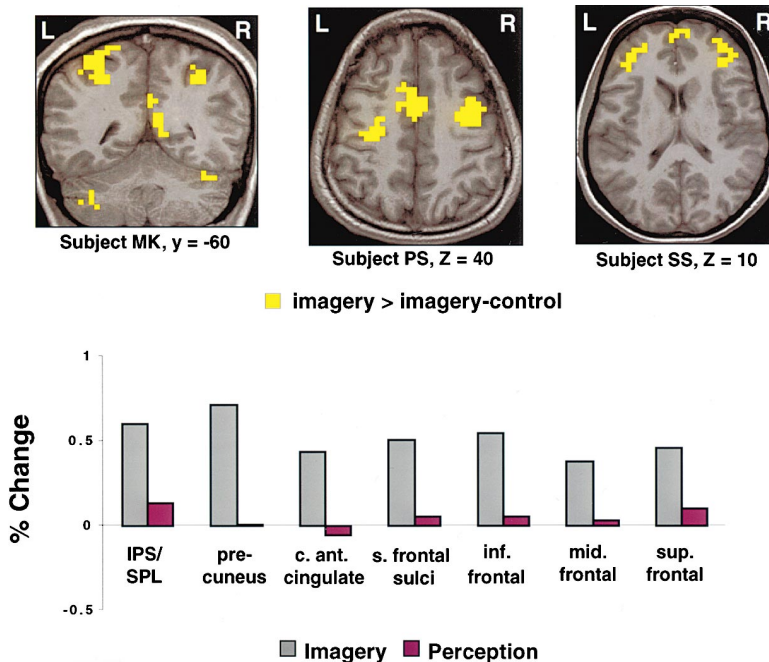 L R
L R
L R
Subject MK, y = -60
Subject PS, Z = 40
Subject SS, Z = 10
imagery > imagery-control
% Change
1
0.5
0
-0.5
IPS/
SPL
pre-
cuneus
c. ant.
cingulate
s. frontal
sulci
inf.
frontal
mid.
frontal
sup.
frontal
Imagery Perception